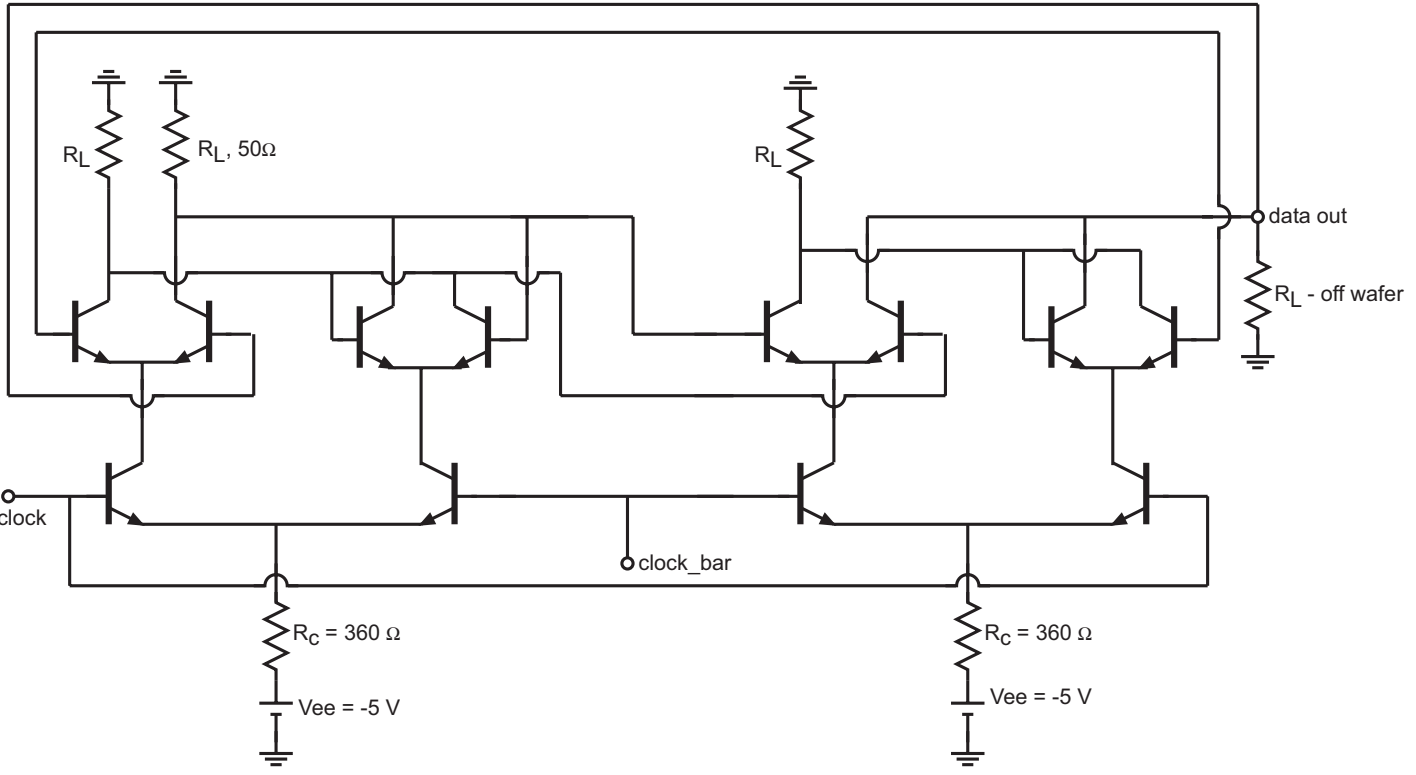 RL
RL, 50Ω
RL
data out
RL - off wafer
clock
clock_bar
Rc = 360 Ω
Rc = 360 Ω
Vee = -5 V
Vee = -5 V